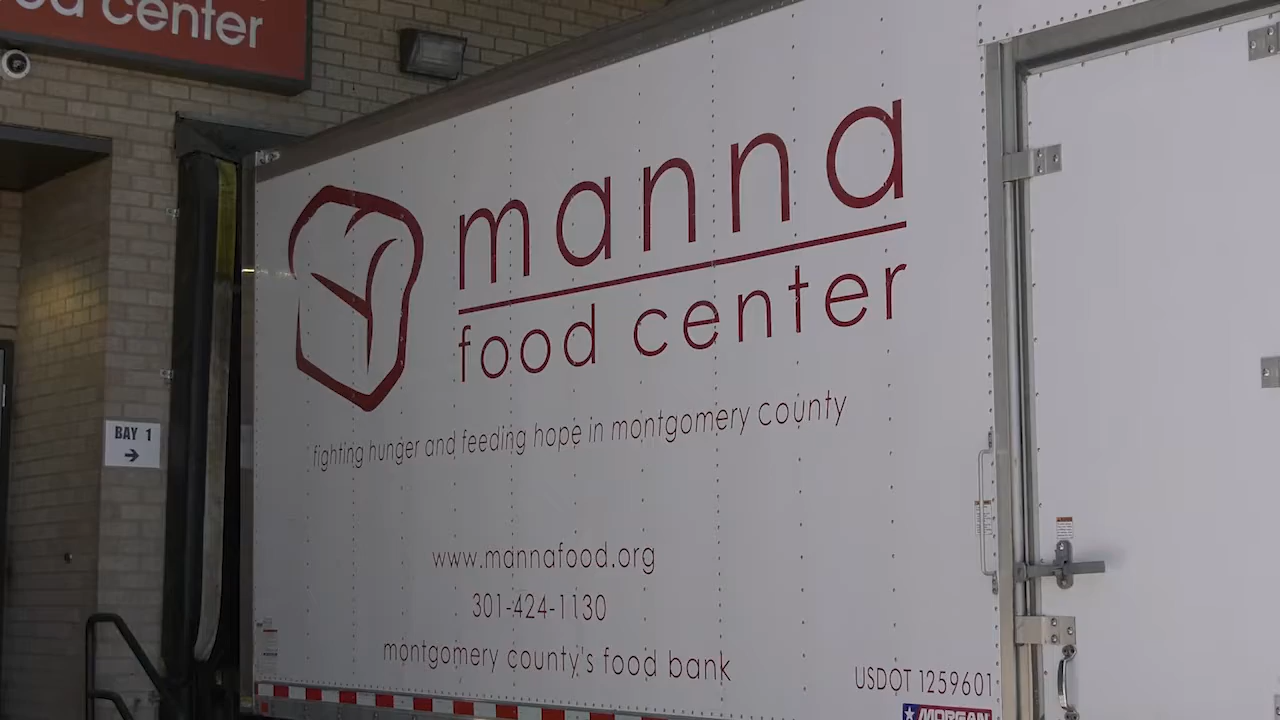 food center
manna
food center
fighting hunger and feeding hope in montgomery county
BAY 1
www.mannafood.org
301-424-1130
montgomery county's food bank
USDOT 1259601
MORGAN